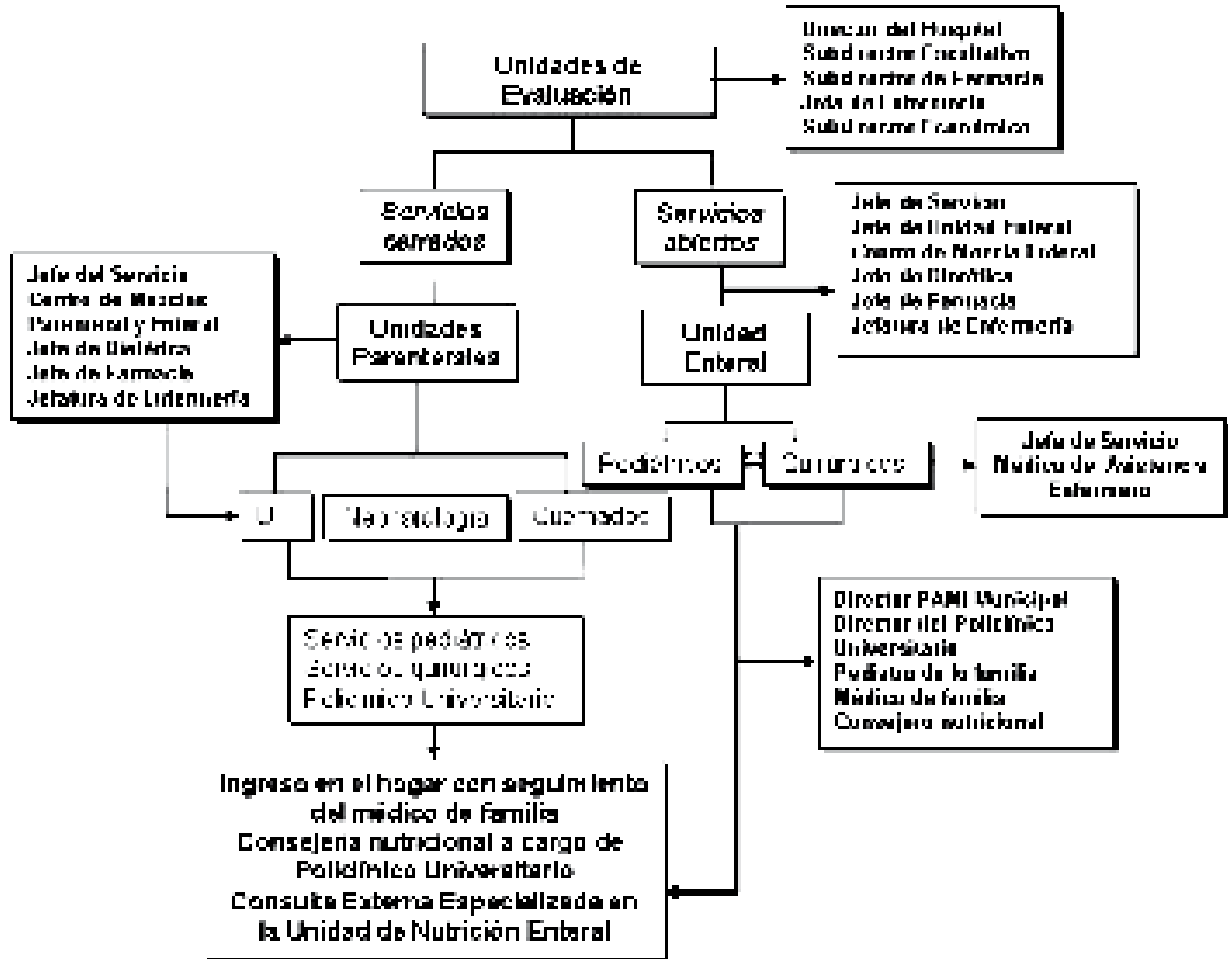 Unidades de
Evaluación
Director del Hospital
Subdirector Facultativo
Subdirector de Farmacia
Jefa de Enfermería
Subdirector Económico
Servicios
cerrados
Servicios
abiertos
Jefe de Servicio
Jefe de Unidad Enteral
Centro de Mezcla Enteral
Jefe de Dietética
Jefe de Farmacia
Jefatura de Enfermería
Jefe del Servicio
Centro de Mezclas
Parenteral y Enteral
Jefe de Dietética
Jefe de Farmacia
Jefatura de Enfermería
Unidades
Parenterales
Unidad
Enteral
Pediátricos
Quirúrgicos
Jefe de Servicio
Médico de Asistencia
Enfermero
Neonatología
Quemados
Servicios pediátricos
Servicios quirúrgicos
Policlínico Universitario
Director PAMI Municipal
Director del Policlínico
Universitario
Pediatra de la familia
Médico de familia
Consejero nutricional
Ingreso en el hogar con seguimiento
del médico de familia
Consejería nutricional a cargo de
Policlínico Universitario
Consulta Externa Especializada en
la Unidad de Nutrición Enteral